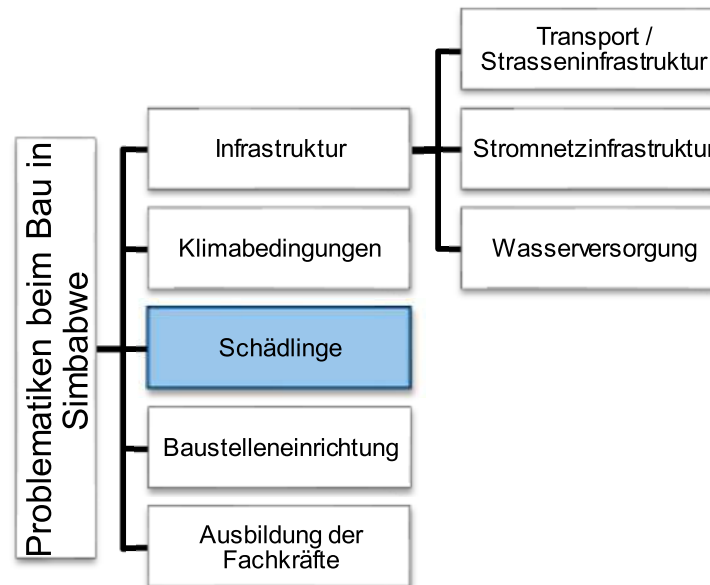 Problematiken beim Bau in
Simbabwe
Infrastruktur
Klimabedingungen
Schädlinge
Baustelleneinrichtung
Ausbildung der
Fachkräfte
Transport /
Strasseninfrastruktur
Stromnetzinfrastruktur
Wasserversorgung